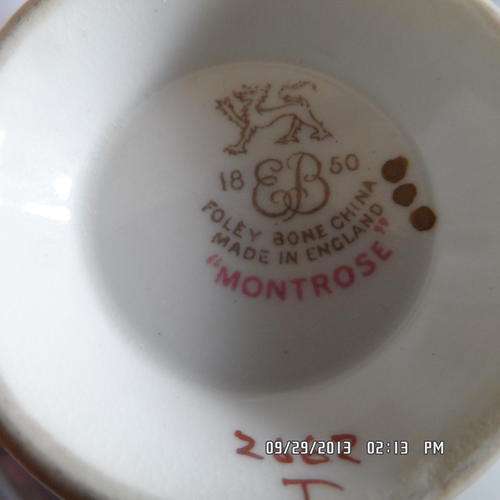 18 EB 50
FOLEY BONE CHINA
MADE IN ENGLAND
"MONTROSE"
09/29/2013 02:13 PM